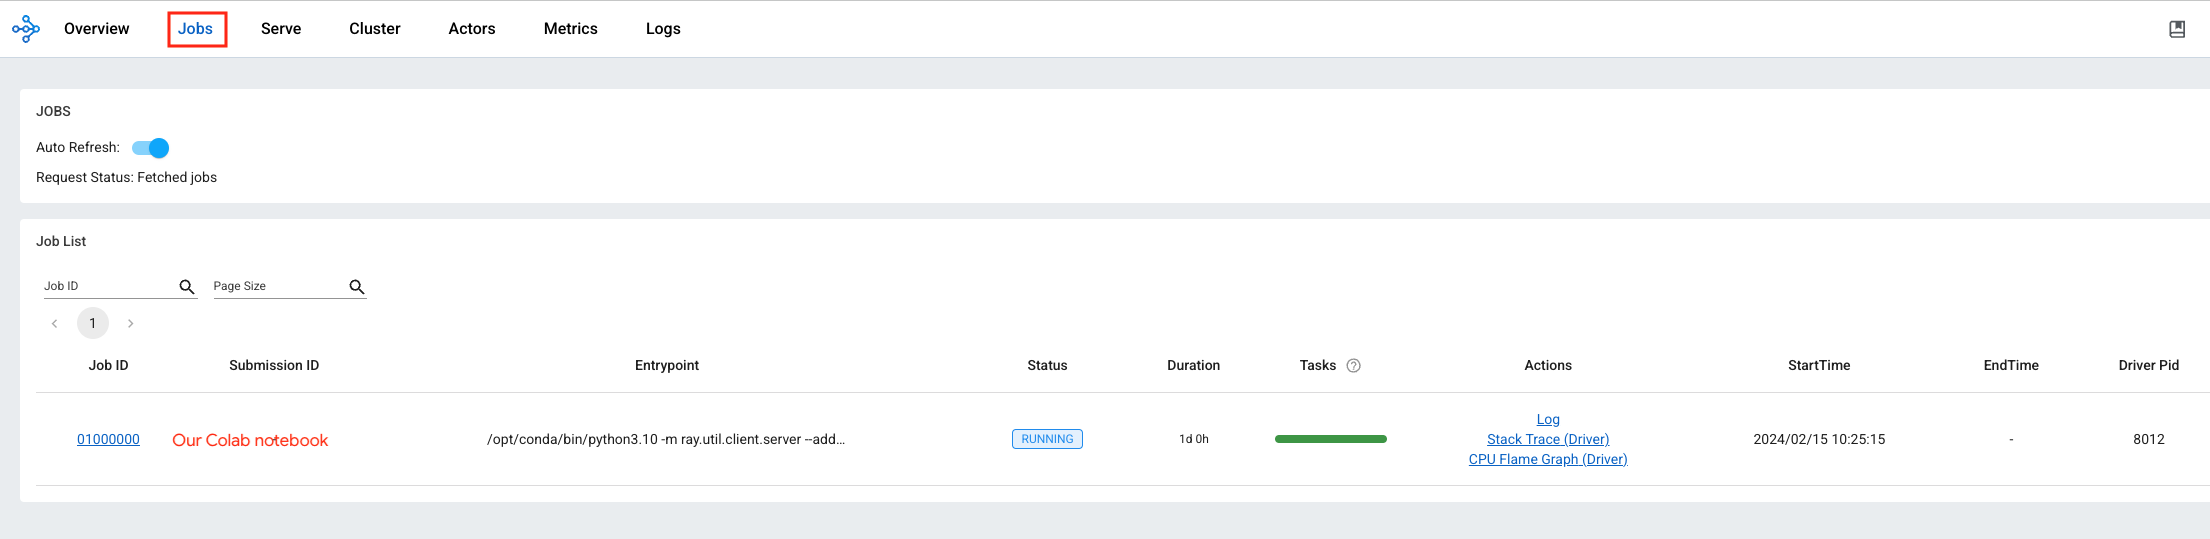 Overview Jobs Serve Cluster Actors Metrics Logs
JOBS
Auto Refresh:
Request Status: Fetched jobs
Job List
Job ID Page Size
1
Job ID Submission ID Entrypoint Status Duration Tasks ? Actions StartTime EndTime Driver Pid
Log
01000000 Our Colab notebook /opt/conda/bin/python3.10 -m ray.util.client.server --add... RUNNING 1d 0h Stack Trace (Driver) 2024/02/15 10:25:15 - 8012
CPU Flame Graph (Driver)